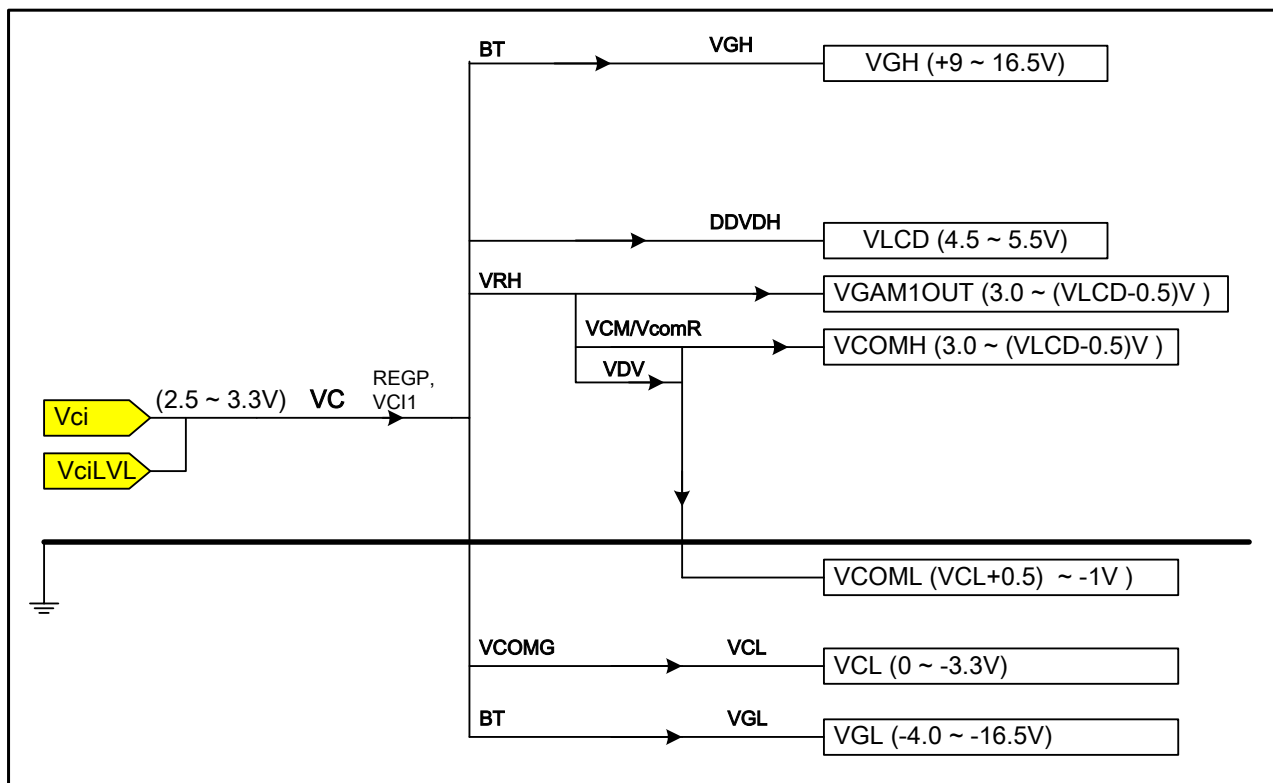 BT
VGH
VGH (+9 ~ 16.5V)
DDVDH
VLCD (4.5 ~ 5.5V)
VRH
VGAM1OUT (3.0 ~ (VLCD-0.5)V )
VCM/VcomR
VCOMH (3.0 ~ (VLCD-0.5)V )
VDV
Vci
(2.5 ~ 3.3V)
VC
REGP,
VCI1
VciLVL
VCOML (VCL+0.5) ~ -1V )
VCOMG
VCL
VCL (0 ~ -3.3V)
BT
VGL
VGL (-4.0 ~ -16.5V)